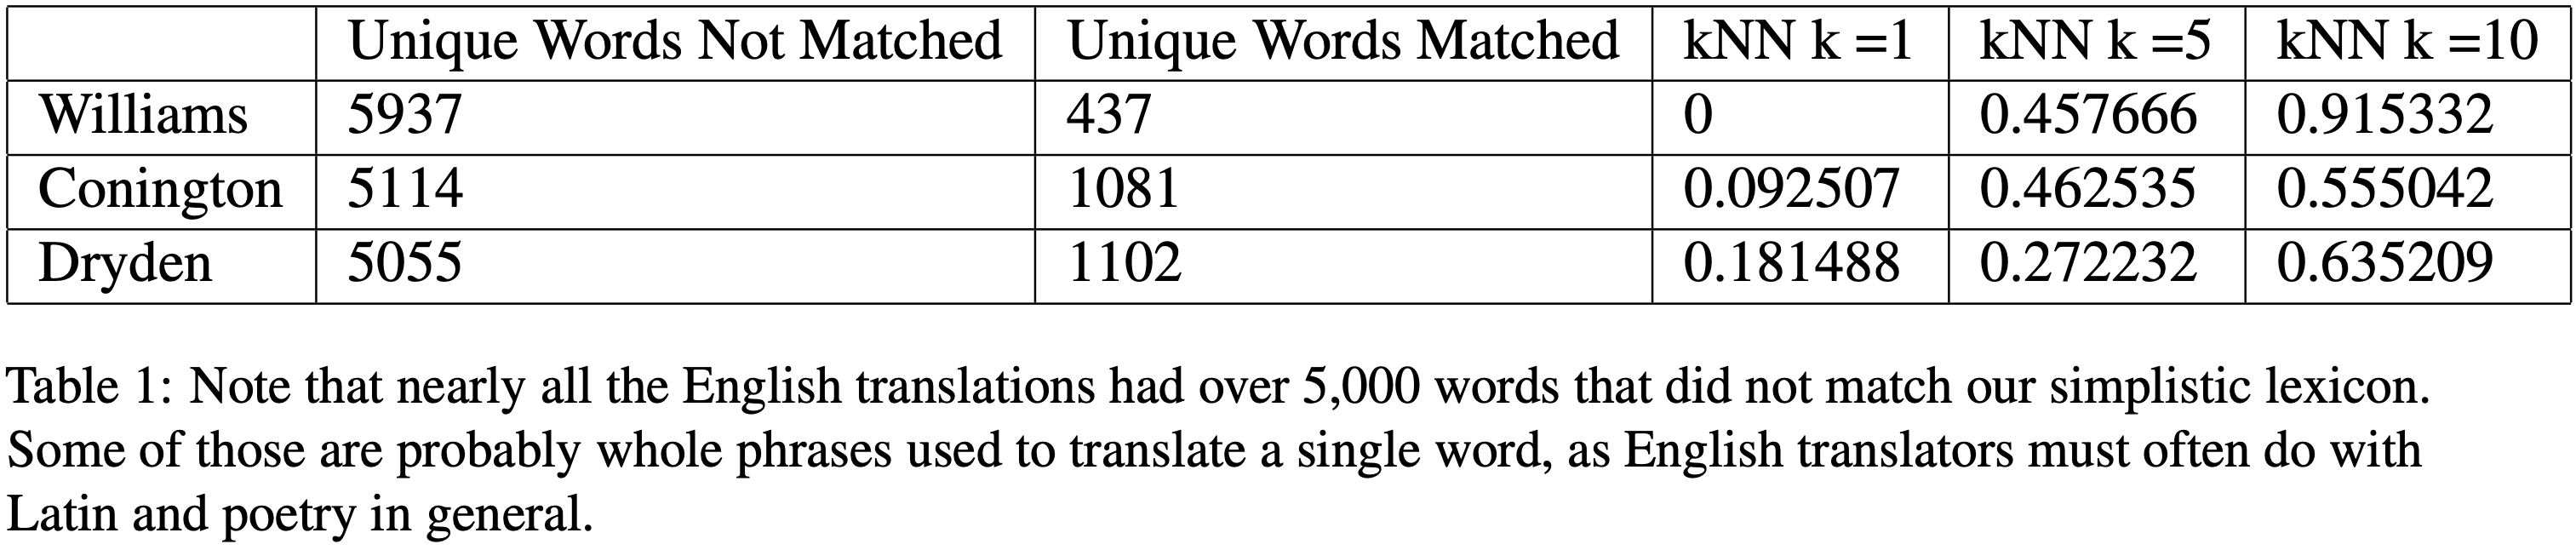 Unique Words Not Matched Unique Words Matched kNN k =1 kNN k =5 kNN k =10
Williams 5937 437 0 0.457666 0.915332
Conington 5114 1081 0.092507 0.462535 0.555042
Dryden 5055 1102 0.181488 0.272232 0.635209
Table 1: Note that nearly all the English translations had over 5,000 words that did not match our simplistic lexicon.
Some of those are probably whole phrases used to translate a single word, as English translators must often do with
Latin and poetry in general.